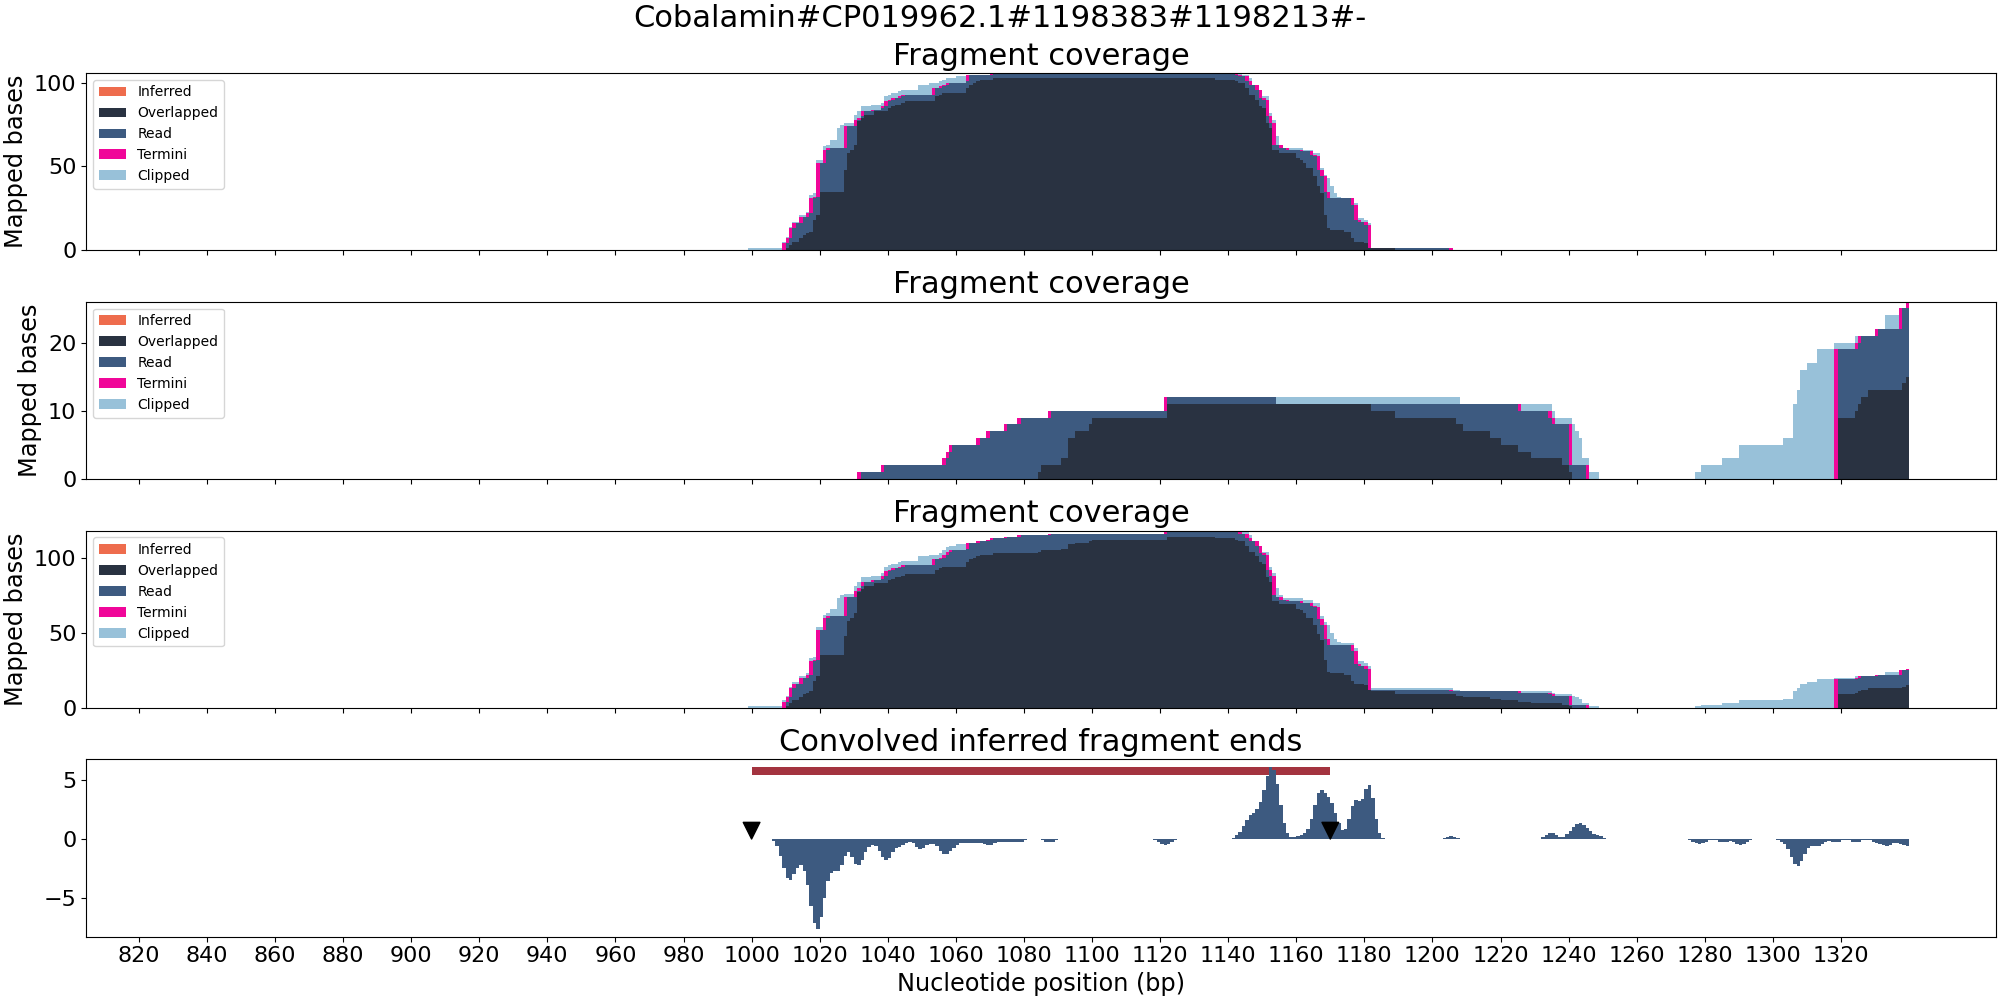 Cobalamin#CP019962.1#1198383#1198213#-
Fragment coverage
Mapped bases
100
50
0
Inferred
Overlapped
Read
Termini
Clipped
Fragment coverage
Mapped bases
20
10
0
Inferred
Overlapped
Read
Termini
Clipped
Fragment coverage
Mapped bases
100
50
0
Inferred
Overlapped
Read
Termini
Clipped
Convolved inferred fragment ends
5
0
−5
820 840 860 880 900 920 940 960 980 1000 1020 1040 1060 1080 1100 1120 1140 1160 1180 1200 1220 1240 1260 1280 1300 1320
Nucleotide position (bp)